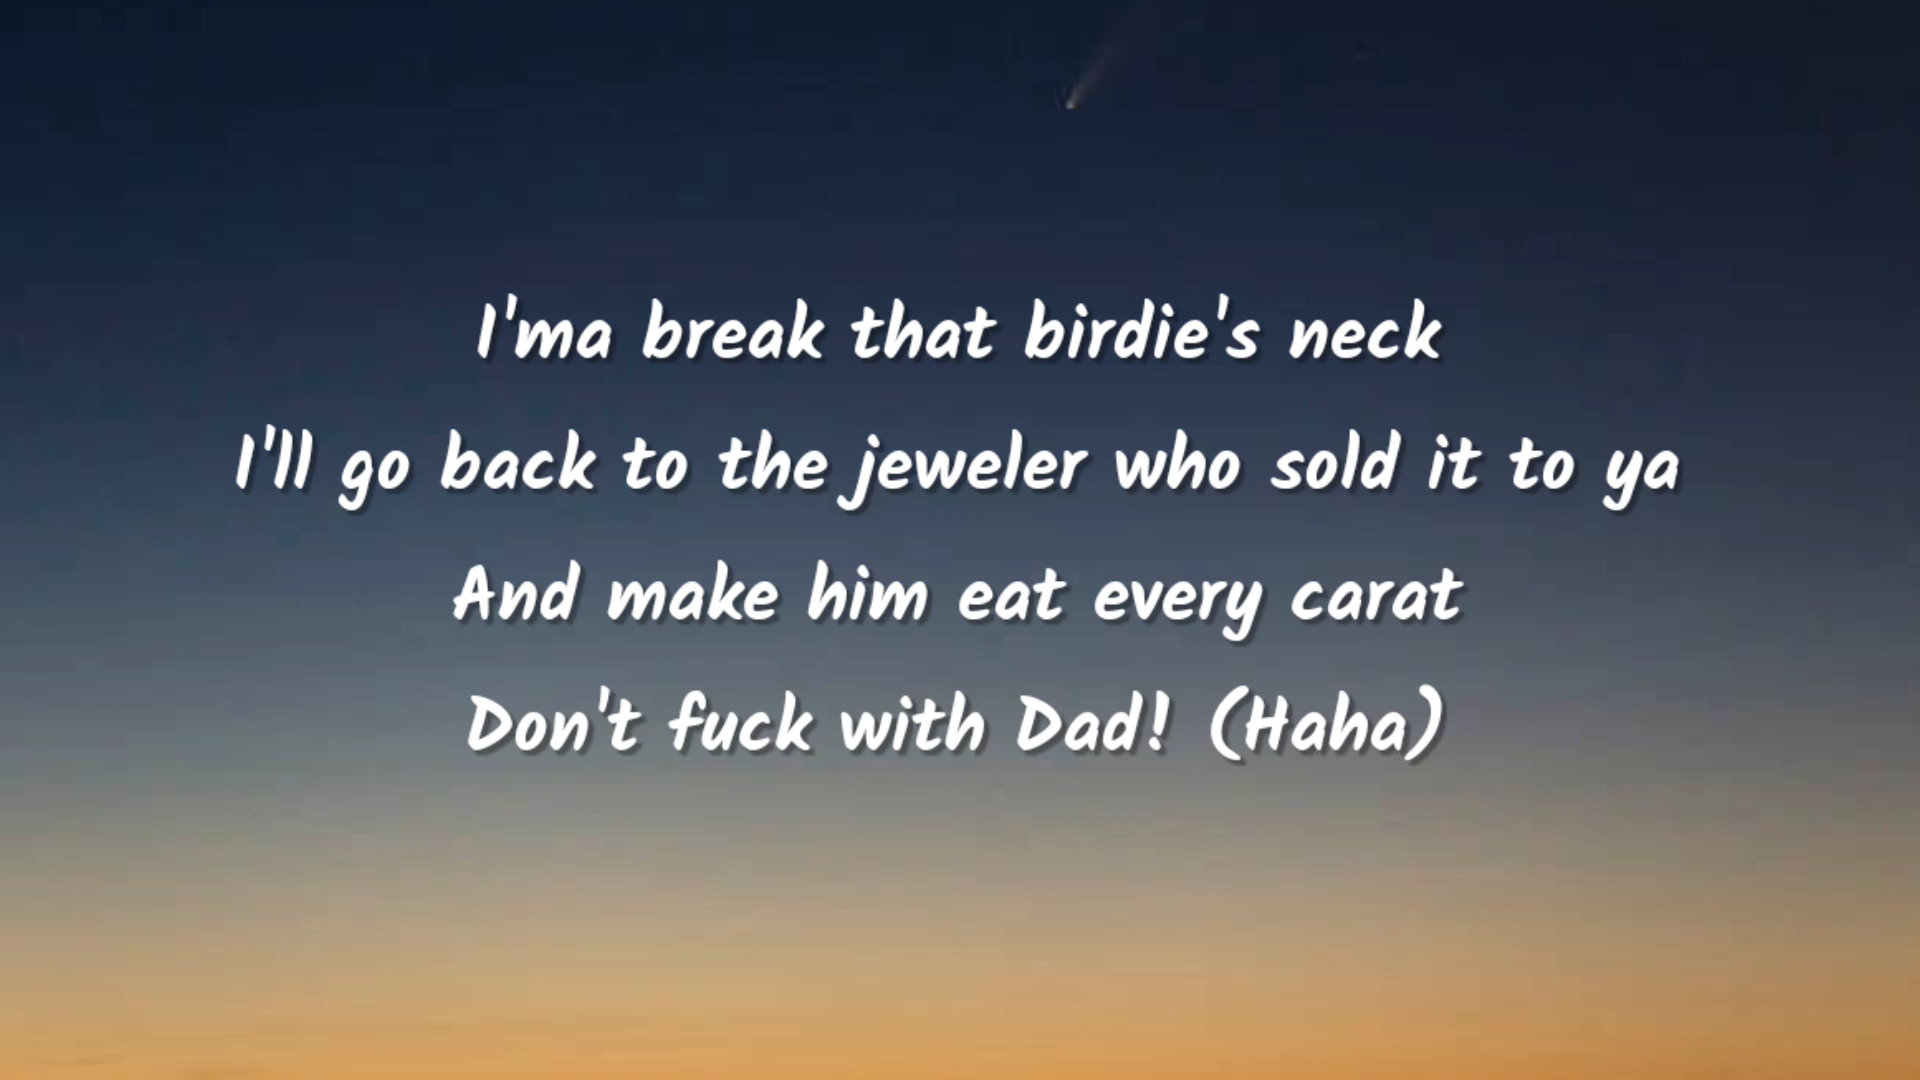 I'ma break that birdie's neck
I'll go back to the jeweler who sold it to ya
And make him eat every carat
Don't fuck with Dad! (Haha)